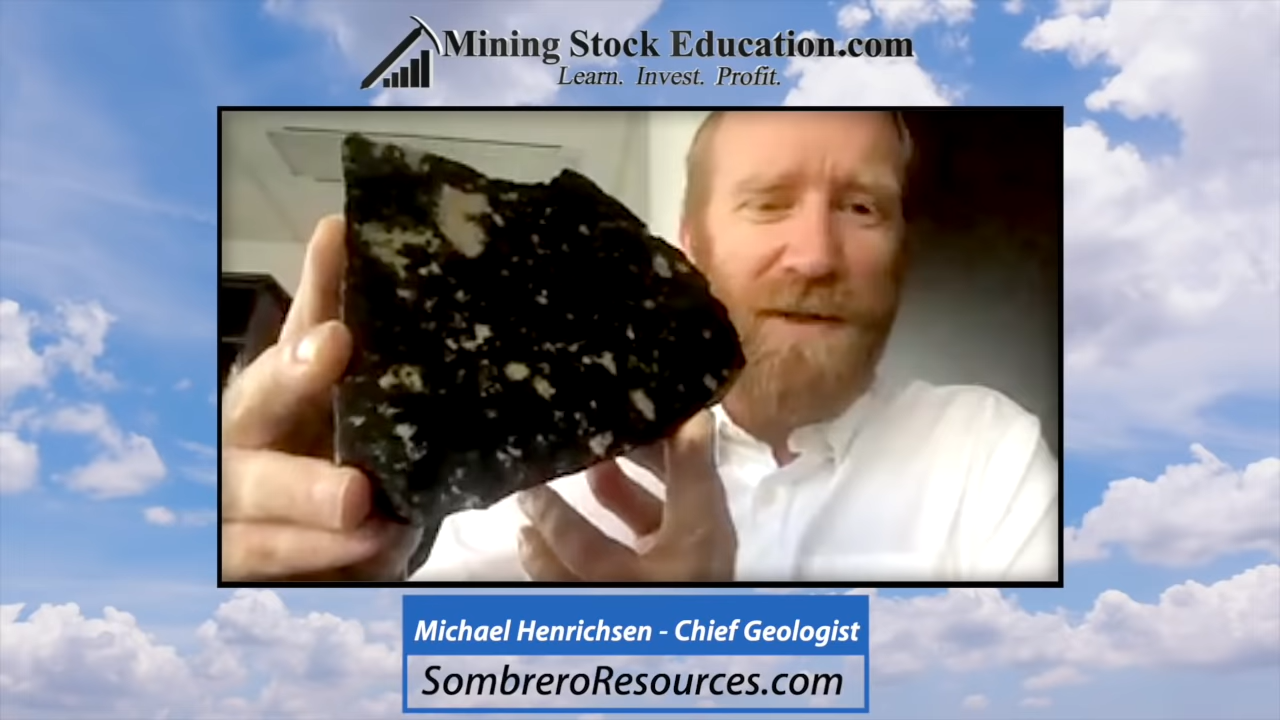 Mining Stock Education.com
Learn. Invest. Profit.
Michael Henrichsen - Chief Geologist
SombreroResources.com